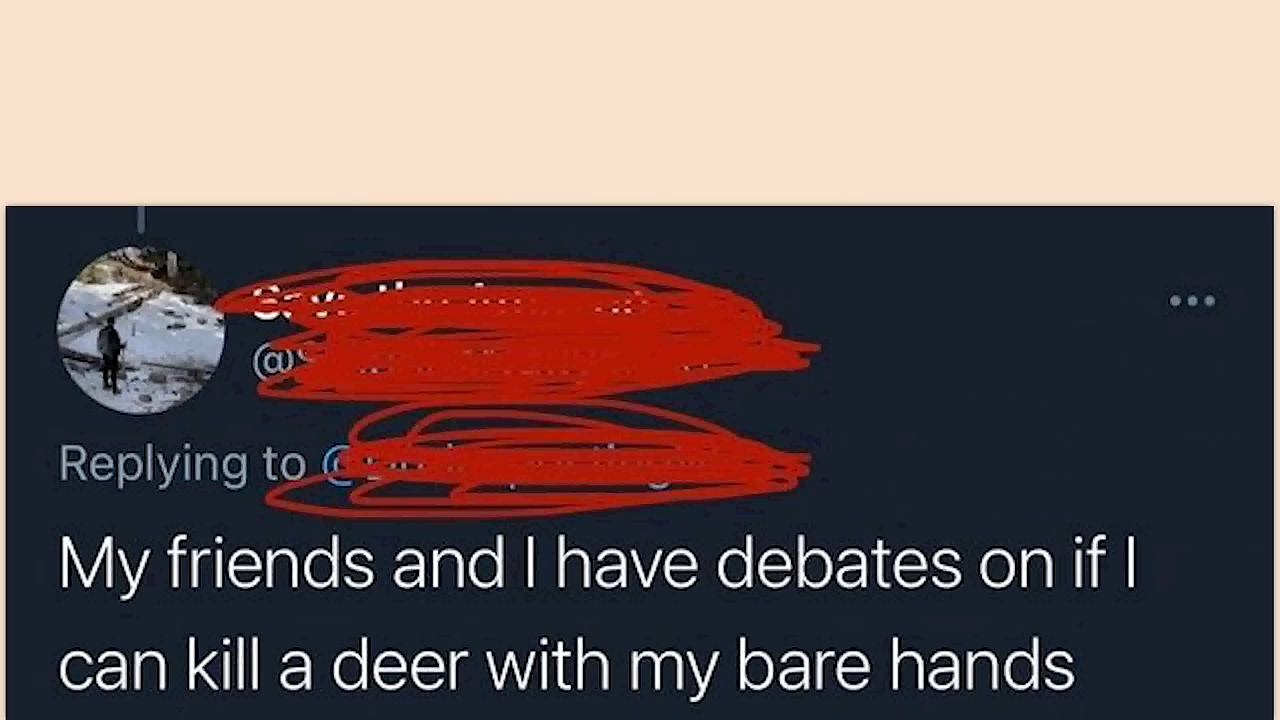 Replying to
My friends and I have debates on if I
can kill a deer with my bare hands